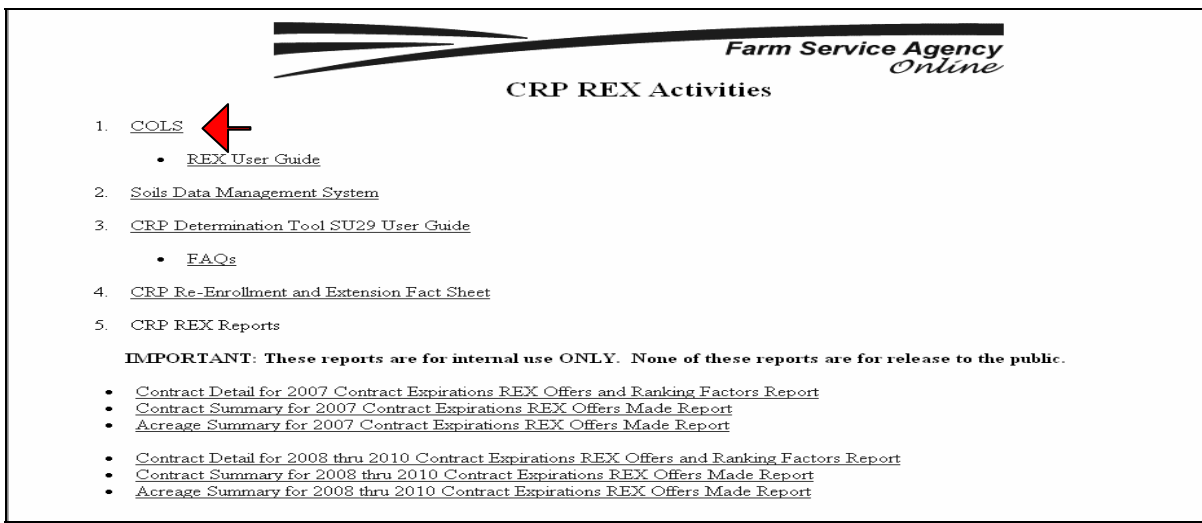 Farm Service Agency
Online
CRP REX Activities
1. COLS
• REX User Guide
2. Soils Data Management System
3. CRP Determination Tool SU29 User Guide
• FAQs
4. CRP Re-Enrollment and Extension Fact Sheet
5. CRP REX Reports
IMPORTANT: These reports are for internal use ONLY. None of these reports are for release to the public.
• Contract Detail for 2007 Contract Expirations REX Offers and Ranking Factors Report
• Contract Summary for 2007 Contract Expirations REX Offers Made Report
• Acreage Summary for 2007 Contract Expirations REX Offers Made Report
• Contract Detail for 2008 thru 2010 Contract Expirations REX Offers and Ranking Factors Report
• Contract Summary for 2008 thru 2010 Contract Expirations REX Offers Made Report
• Acreage Summary for 2008 thru 2010 Contract Expirations REX Offers Made Report